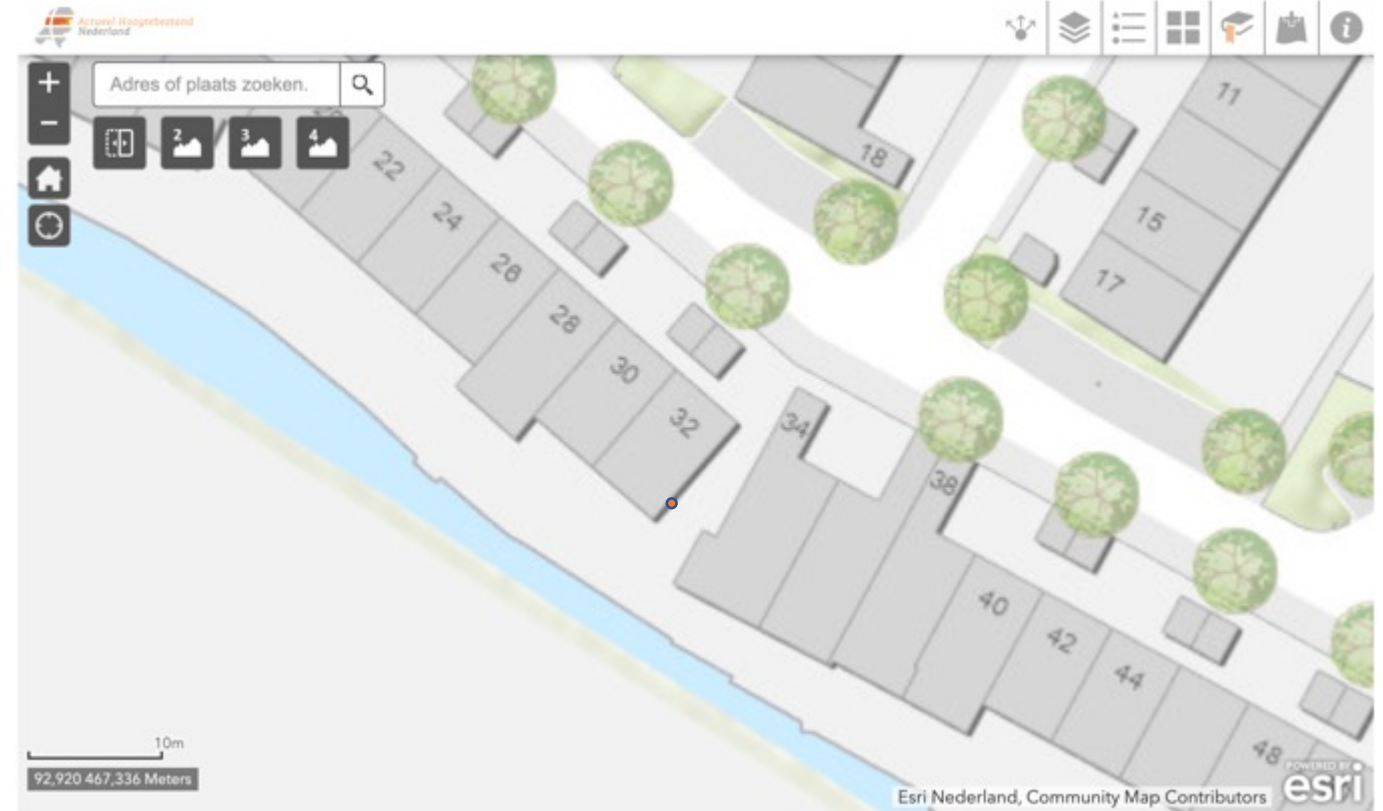 Actueel Hoogtebestand
Nederland
+
Adres of plaats zoeken.
−
2
3
4
i
11
18
22
15
24
26
17
28
30
32
34
38
40
42
44
48
10m
92,920 467,336 Meters
POWERED BY
esri
Esri Nederland, Community Map Contributors